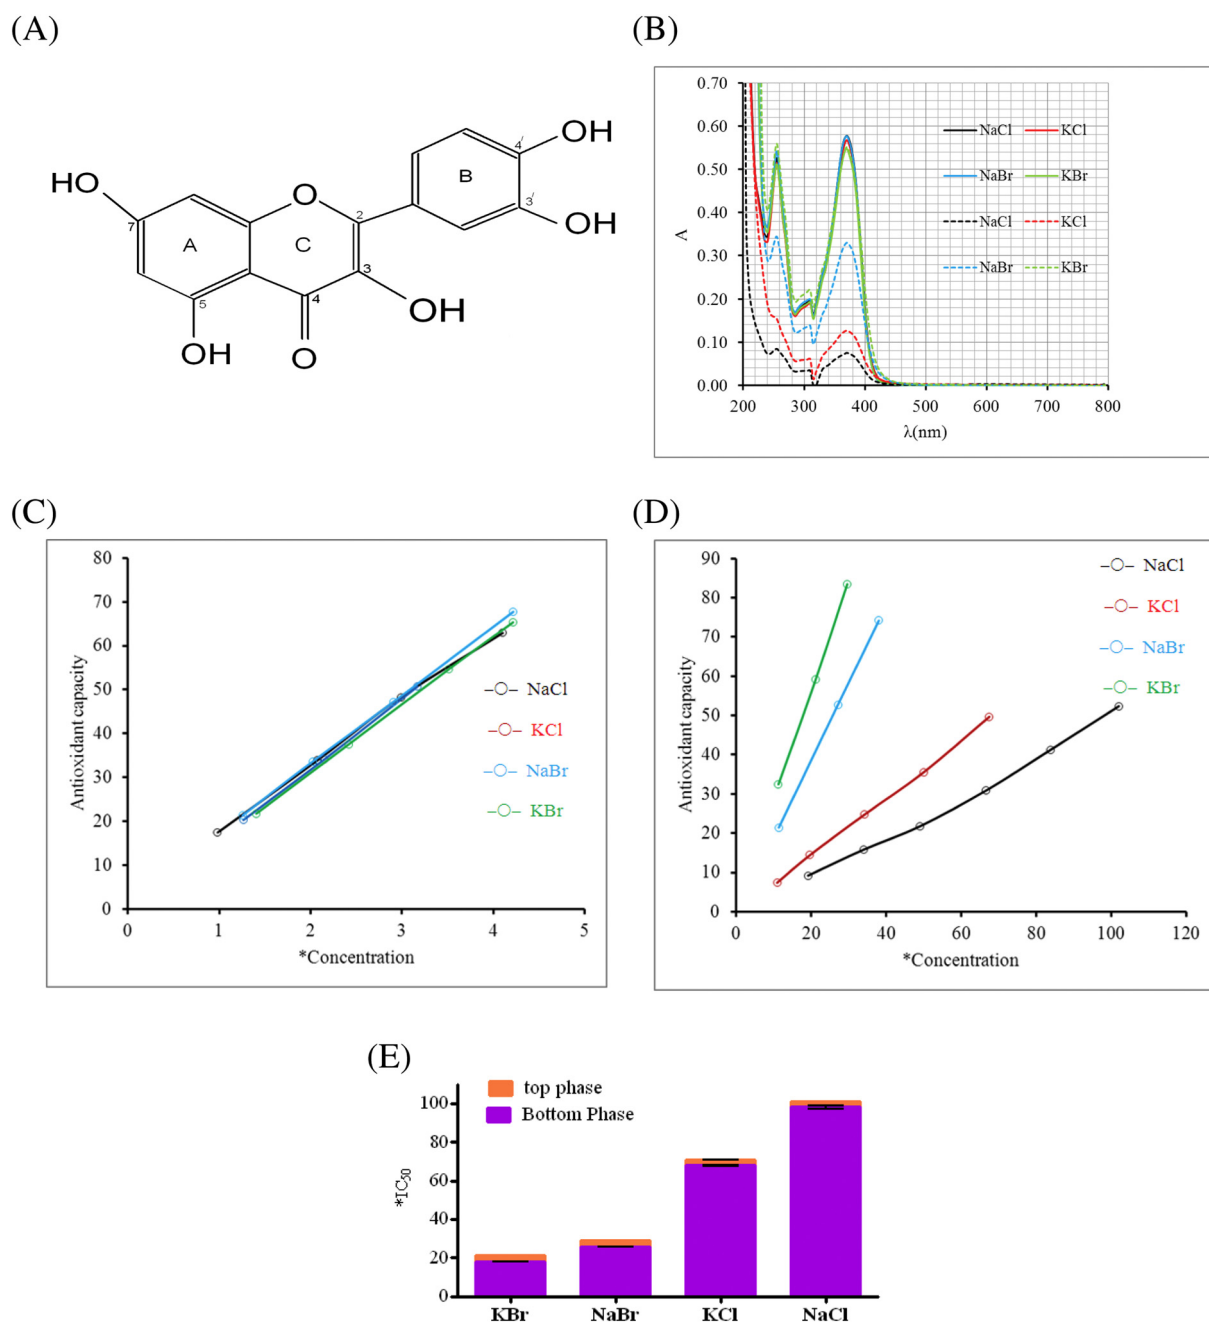 (A)
OH
4′
B
HO
O
3′
7
2
OH
A
C
3
4
5
OH
OH
O
(B)
0.70
0.60
0.50
0.40
0.30
0.20
0.10
0.00
A
NaCl KCl
NaBr KBr
NaCl KCl
NaBr KBr
200 300 400 500 600 700 800
λ(nm)
(C)
80
70
60
50
40
30
20
10
0
Antioxidant capacity
NaCl
KCl
NaBr
KBr
0 1 2 3 4 5
*Concentration
(D)
90
80
70
60
50
40
30
20
10
0
Antioxidant capacity
NaCl
KCl
NaBr
KBr
0 20 40 60 80 100 120
*Concentration
(E)
top phase
Bottom Phase
100
80
60
40
20
0
*IC50
KBr NaBr KCl NaCl